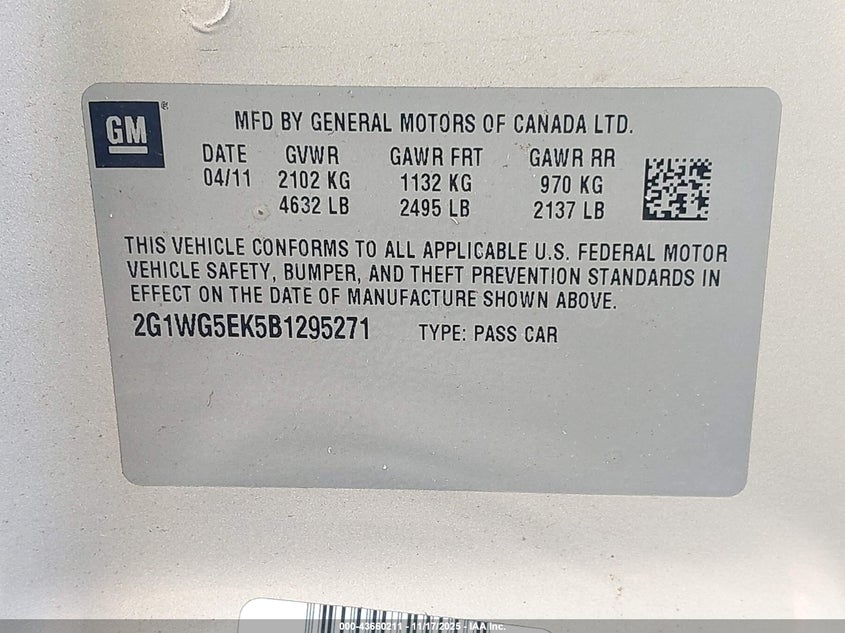 GM®
MFD BY GENERAL MOTORS OF CANADA LTD.
DATE GVWR GAWR FRT GAWR RR
04/11 2102 KG 1132 KG 970 KG
4632 LB 2495 LB 2137 LB
THIS VEHICLE CONFORMS TO ALL APPLICABLE U.S. FEDERAL MOTOR
VEHICLE SAFETY, BUMPER, AND THEFT PREVENTION STANDARDS IN
EFFECT ON THE DATE OF MANUFACTURE SHOWN ABOVE.
2G1WG5EK5B1295271 TYPE: PASS CAR
000-43660211 - 11/17/2025 - IAA Inc.